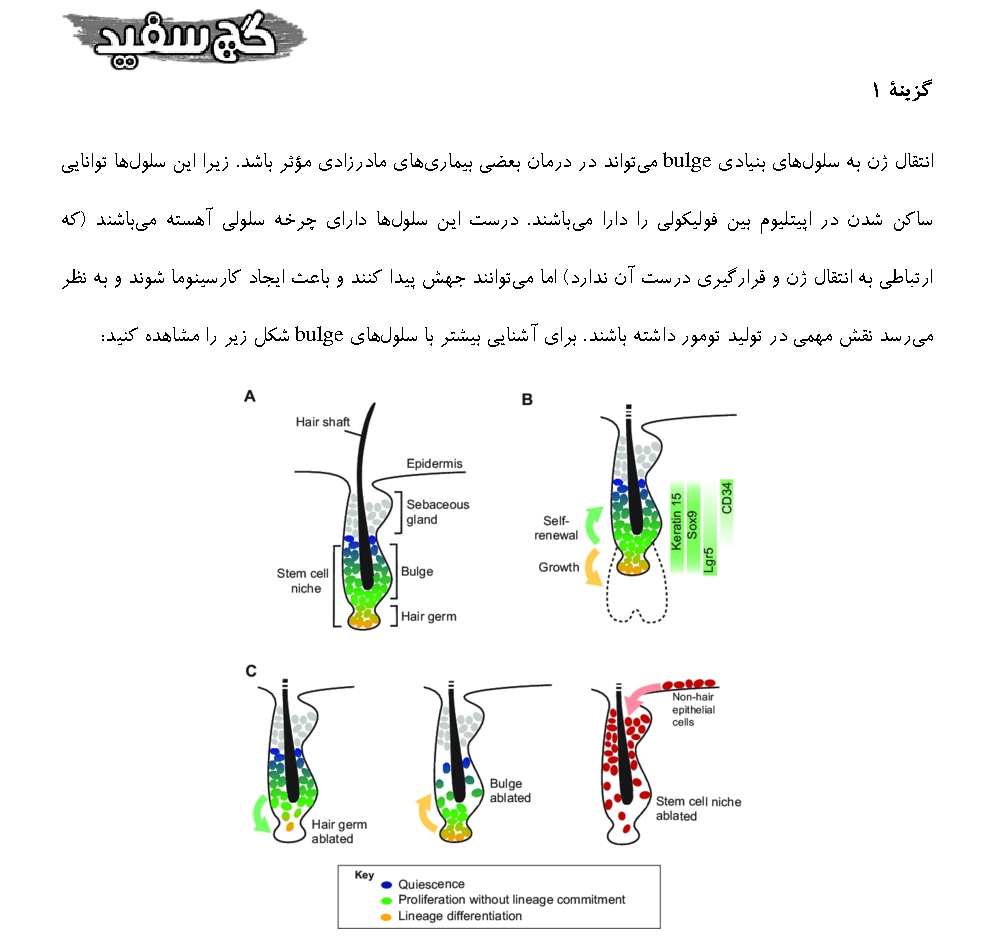 گچ سفید
گزینهٔ ۱
انتقال ژن به سلول‌های بنیادی bulge می‌تواند در درمان بعضی بیماری‌های مادرزادی مؤثر باشد. زیرا این سلول‌ها توانایی
ساکن شدن در اپیتلیوم بین فولیکولی را دارا می‌باشند. درست این سلول‌ها دارای چرخه سلولی آهسته می‌باشند (که
ارتباطی به انتقال ژن و قرارگیری درست آن ندارد) اما می‌توانند جهش پیدا کنند و باعث ایجاد کارسینوما شوند و به نظر
می‌رسد نقش مهمی در تولید تومور داشته باشند. برای آشنایی بیشتر با سلول‌های bulge شکل زیر را مشاهده کنید:
A
Hair shaft
Epidermis
Sebaceous
gland
Stem cell
niche
Bulge
Hair germ
B
Self-
renewal
Growth
Keratin 15
Sox9
Lgr5
CD34
C
Hair germ
ablated
Bulge
ablated
Non-hair
epithelial
cells
Stem cell niche
ablated
Key
Quiescence
Proliferation without lineage commitment
Lineage differentiation